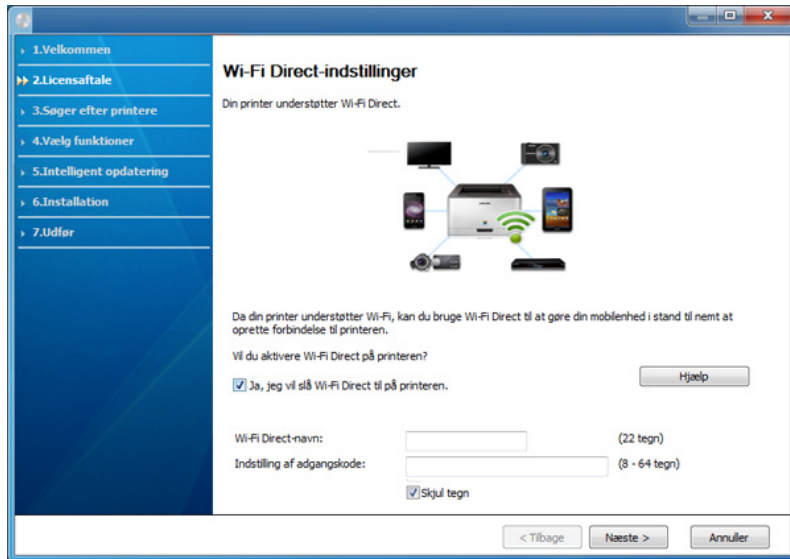 1.Velkommen
2.Licensaftale
3.Søger efter printere
4.Vælg funktioner
5.Intelligent opdatering
6.Installation
7.Udfør
Wi-Fi Direct-indstillinger
Din printer understøtter Wi-Fi Direct.
Da din printer understøtter Wi-Fi, kan du bruge Wi-Fi Direct til at gøre din mobilenhed i stand til nemt at
oprette forbindelse til printeren.
Vil du aktivere Wi-Fi Direct på printeren?
Ja, jeg vil slå Wi-Fi Direct til på printeren.
Hjælp
Wi-Fi Direct-navn: (22 tegn)
Indstilling af adgangskode: (8 - 64 tegn)
Skjul tegn
< Tilbage Næste > Annuller